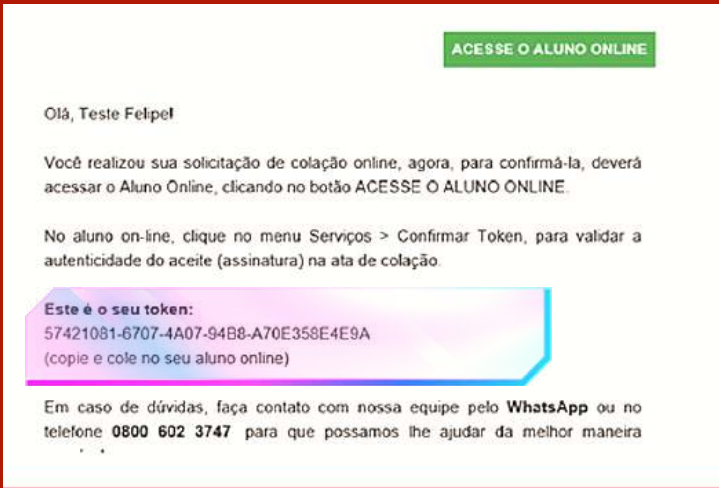 ACESSE O ALUNO ONLINE
Olá, Teste Felipe!
Você realizou sua solicitação de colação online, agora, para confirmá-la, deverá
acessar o Aluno Online, clicando no botão ACESSE O ALUNO ONLINE.
No aluno on-line, clique no menu Serviços > Confirmar Token, para validar a
autenticidade do aceite (assinatura) na ata de colação.
Este é o seu token:
57421081-6707-4A07-94B8-A70E358E4E9A
(copie e cole no seu aluno online)
Em caso de dúvidas, faça contato com nossa equipe pelo WhatsApp ou no
telefone 0800 602 3747 para que possamos lhe ajudar da melhor maneira